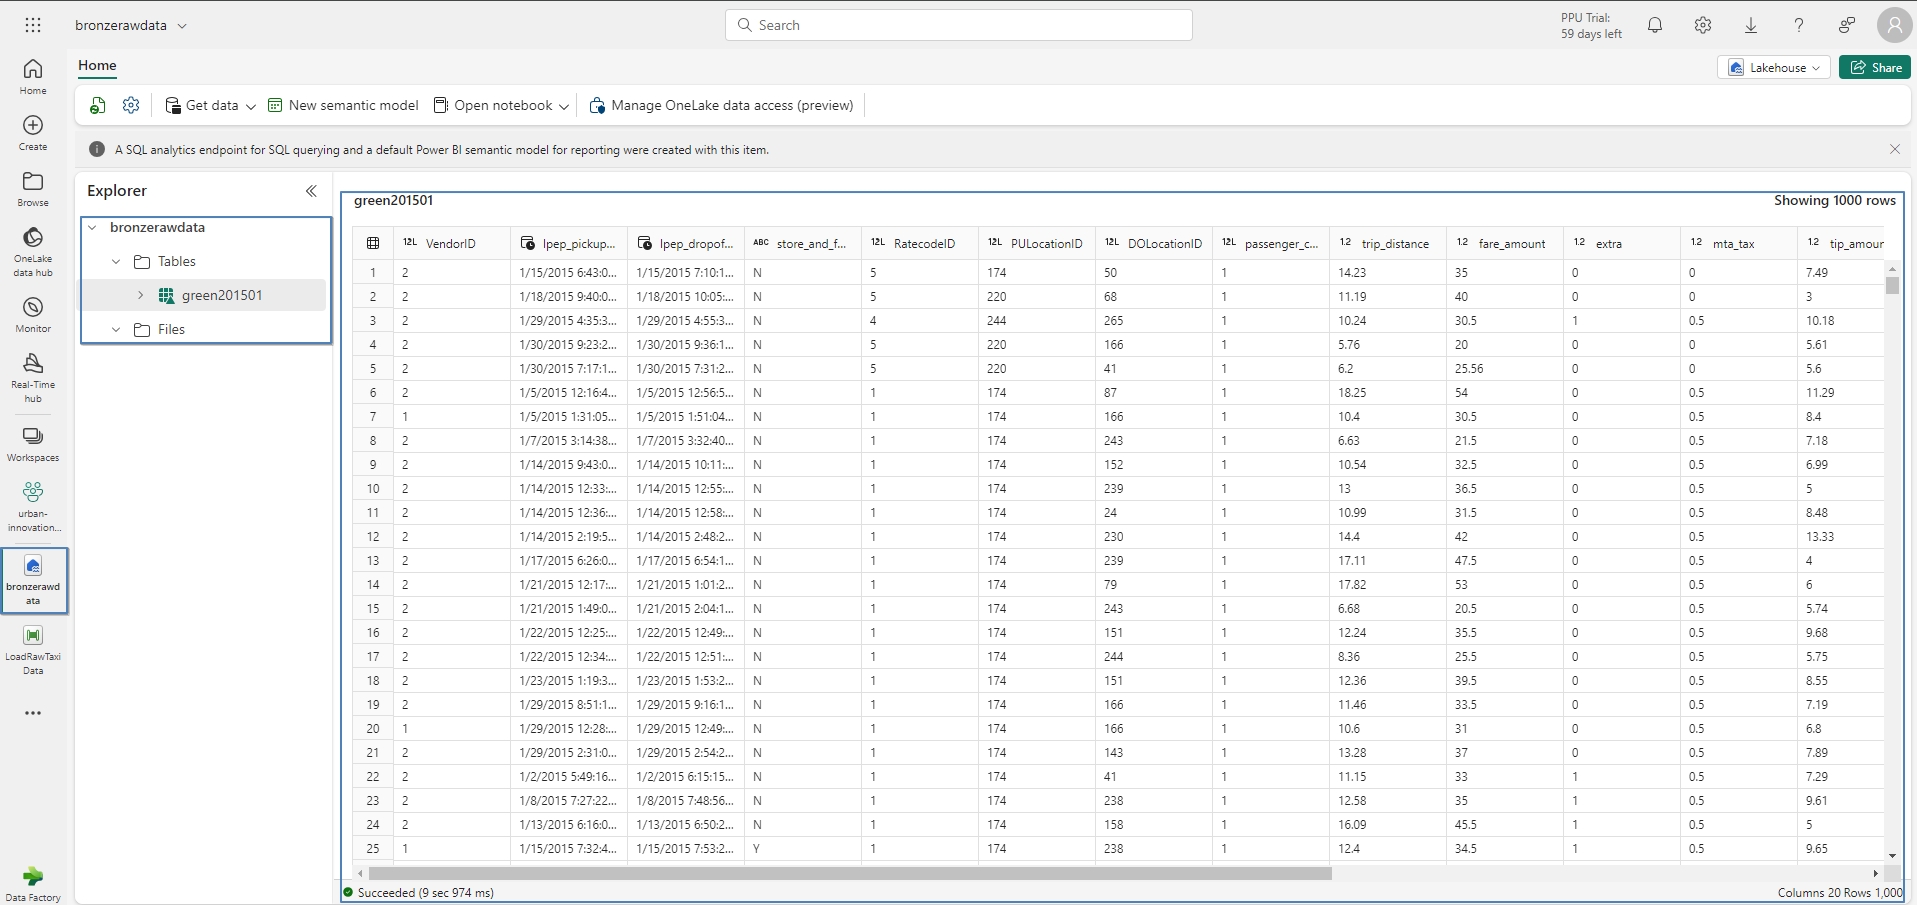 bronzerawdata
Search
PPU Trial:
59 days left
Home
Lakehouse
Share
Get data
New semantic model
Open notebook
Manage OneLake data access (preview)
A SQL analytics endpoint for SQL querying and a default Power BI semantic model for reporting were created with this item.
Home
Create
Browse
OneLake
data hub
Monitor
Real-Time
hub
Workspaces
urban-
innovation...
bronzerawd
ata
LoadRawTaxi
Data
Data Factory
Explorer
bronzerawdata
Tables
green201501
Files
green201501
Showing 1000 rows
12L VendorID lpep_pickup... lpep_dropof... ABC store_and_f... 12L RatecodeID 12L PULocationID 12L DOLocationID 12L passenger_c... 1.2 trip_distance 1.2 fare_amount 1.2 extra 1.2 mta_tax 1.2 tip_amour
1 2 1/15/2015 6:43:0... 1/15/2015 7:10:1... N 5 174 50 1 14.23 35 0 0 7.49
2 2 1/18/2015 9:40:0... 1/18/2015 10:05:... N 5 220 68 1 11.19 40 0 0 3
3 2 1/29/2015 4:35:3... 1/29/2015 4:55:3... N 4 244 265 1 10.24 30.5 1 0.5 10.18
4 2 1/30/2015 9:23:2... 1/30/2015 9:36:1... N 5 220 166 1 5.76 20 0 0 5.61
5 2 1/30/2015 7:17:1... 1/30/2015 7:31:2... N 5 220 41 1 6.2 25.56 0 0 5.6
6 2 1/5/2015 12:16:4... 1/5/2015 12:56:5... N 1 174 87 1 18.25 54 0 0.5 11.29
7 1 1/5/2015 1:31:05... 1/5/2015 1:51:04... N 1 174 166 1 10.4 30.5 0 0.5 8.4
8 2 1/7/2015 3:14:38... 1/7/2015 3:32:40... N 1 174 243 1 6.63 21.5 0 0.5 7.18
9 2 1/14/2015 9:43:0... 1/14/2015 10:11:... N 1 174 152 1 10.54 32.5 0 0.5 6.99
10 2 1/14/2015 12:33:... 1/14/2015 12:55:... N 1 174 239 1 13 36.5 0 0.5 5
11 2 1/14/2015 12:36:... 1/14/2015 12:58:... N 1 174 24 1 10.99 31.5 0 0.5 8.48
12 2 1/14/2015 2:19:5... 1/14/2015 2:48:2... N 1 174 230 1 14.4 42 0 0.5 13.33
13 2 1/17/2015 6:26:0... 1/17/2015 6:54:1... N 1 174 239 1 17.11 47.5 0 0.5 4
14 2 1/21/2015 12:17:... 1/21/2015 1:01:2... N 1 174 79 1 17.82 53 0 0.5 6
15 2 1/21/2015 1:49:0... 1/21/2015 2:04:1... N 1 174 243 1 6.68 20.5 0 0.5 5.74
16 2 1/22/2015 12:25:... 1/22/2015 12:49:... N 1 174 151 1 12.24 35.5 0 0.5 9.68
17 2 1/22/2015 12:34:... 1/22/2015 12:51:... N 1 174 244 1 8.36 25.5 0 0.5 5.75
18 2 1/23/2015 1:19:3... 1/23/2015 1:53:2... N 1 174 151 1 12.36 39.5 0 0.5 8.55
19 2 1/29/2015 8:51:1... 1/29/2015 9:16:1... N 1 174 166 1 11.46 33.5 0 0.5 7.19
20 1 1/29/2015 12:28:... 1/29/2015 12:49:... N 1 174 166 1 10.6 31 0 0.5 6.8
21 2 1/29/2015 2:31:0... 1/29/2015 2:54:2... N 1 174 143 1 13.28 37 0 0.5 7.89
22 2 1/2/2015 5:49:16... 1/2/2015 6:15:15... N 1 174 41 1 11.15 33 1 0.5 7.29
23 2 1/8/2015 7:27:22... 1/8/2015 7:48:56... N 1 174 238 1 12.58 35 1 0.5 9.61
24 2 1/13/2015 6:16:0... 1/13/2015 6:50:2... N 1 174 158 1 16.09 45.5 1 0.5 5
25 1 1/15/2015 7:32:4... 1/15/2015 7:53:2... Y 1 174 238 1 12.4 34.5 1 0.5 9.65
Succeeded (9 sec 974 ms)
Columns 20 Rows 1,000